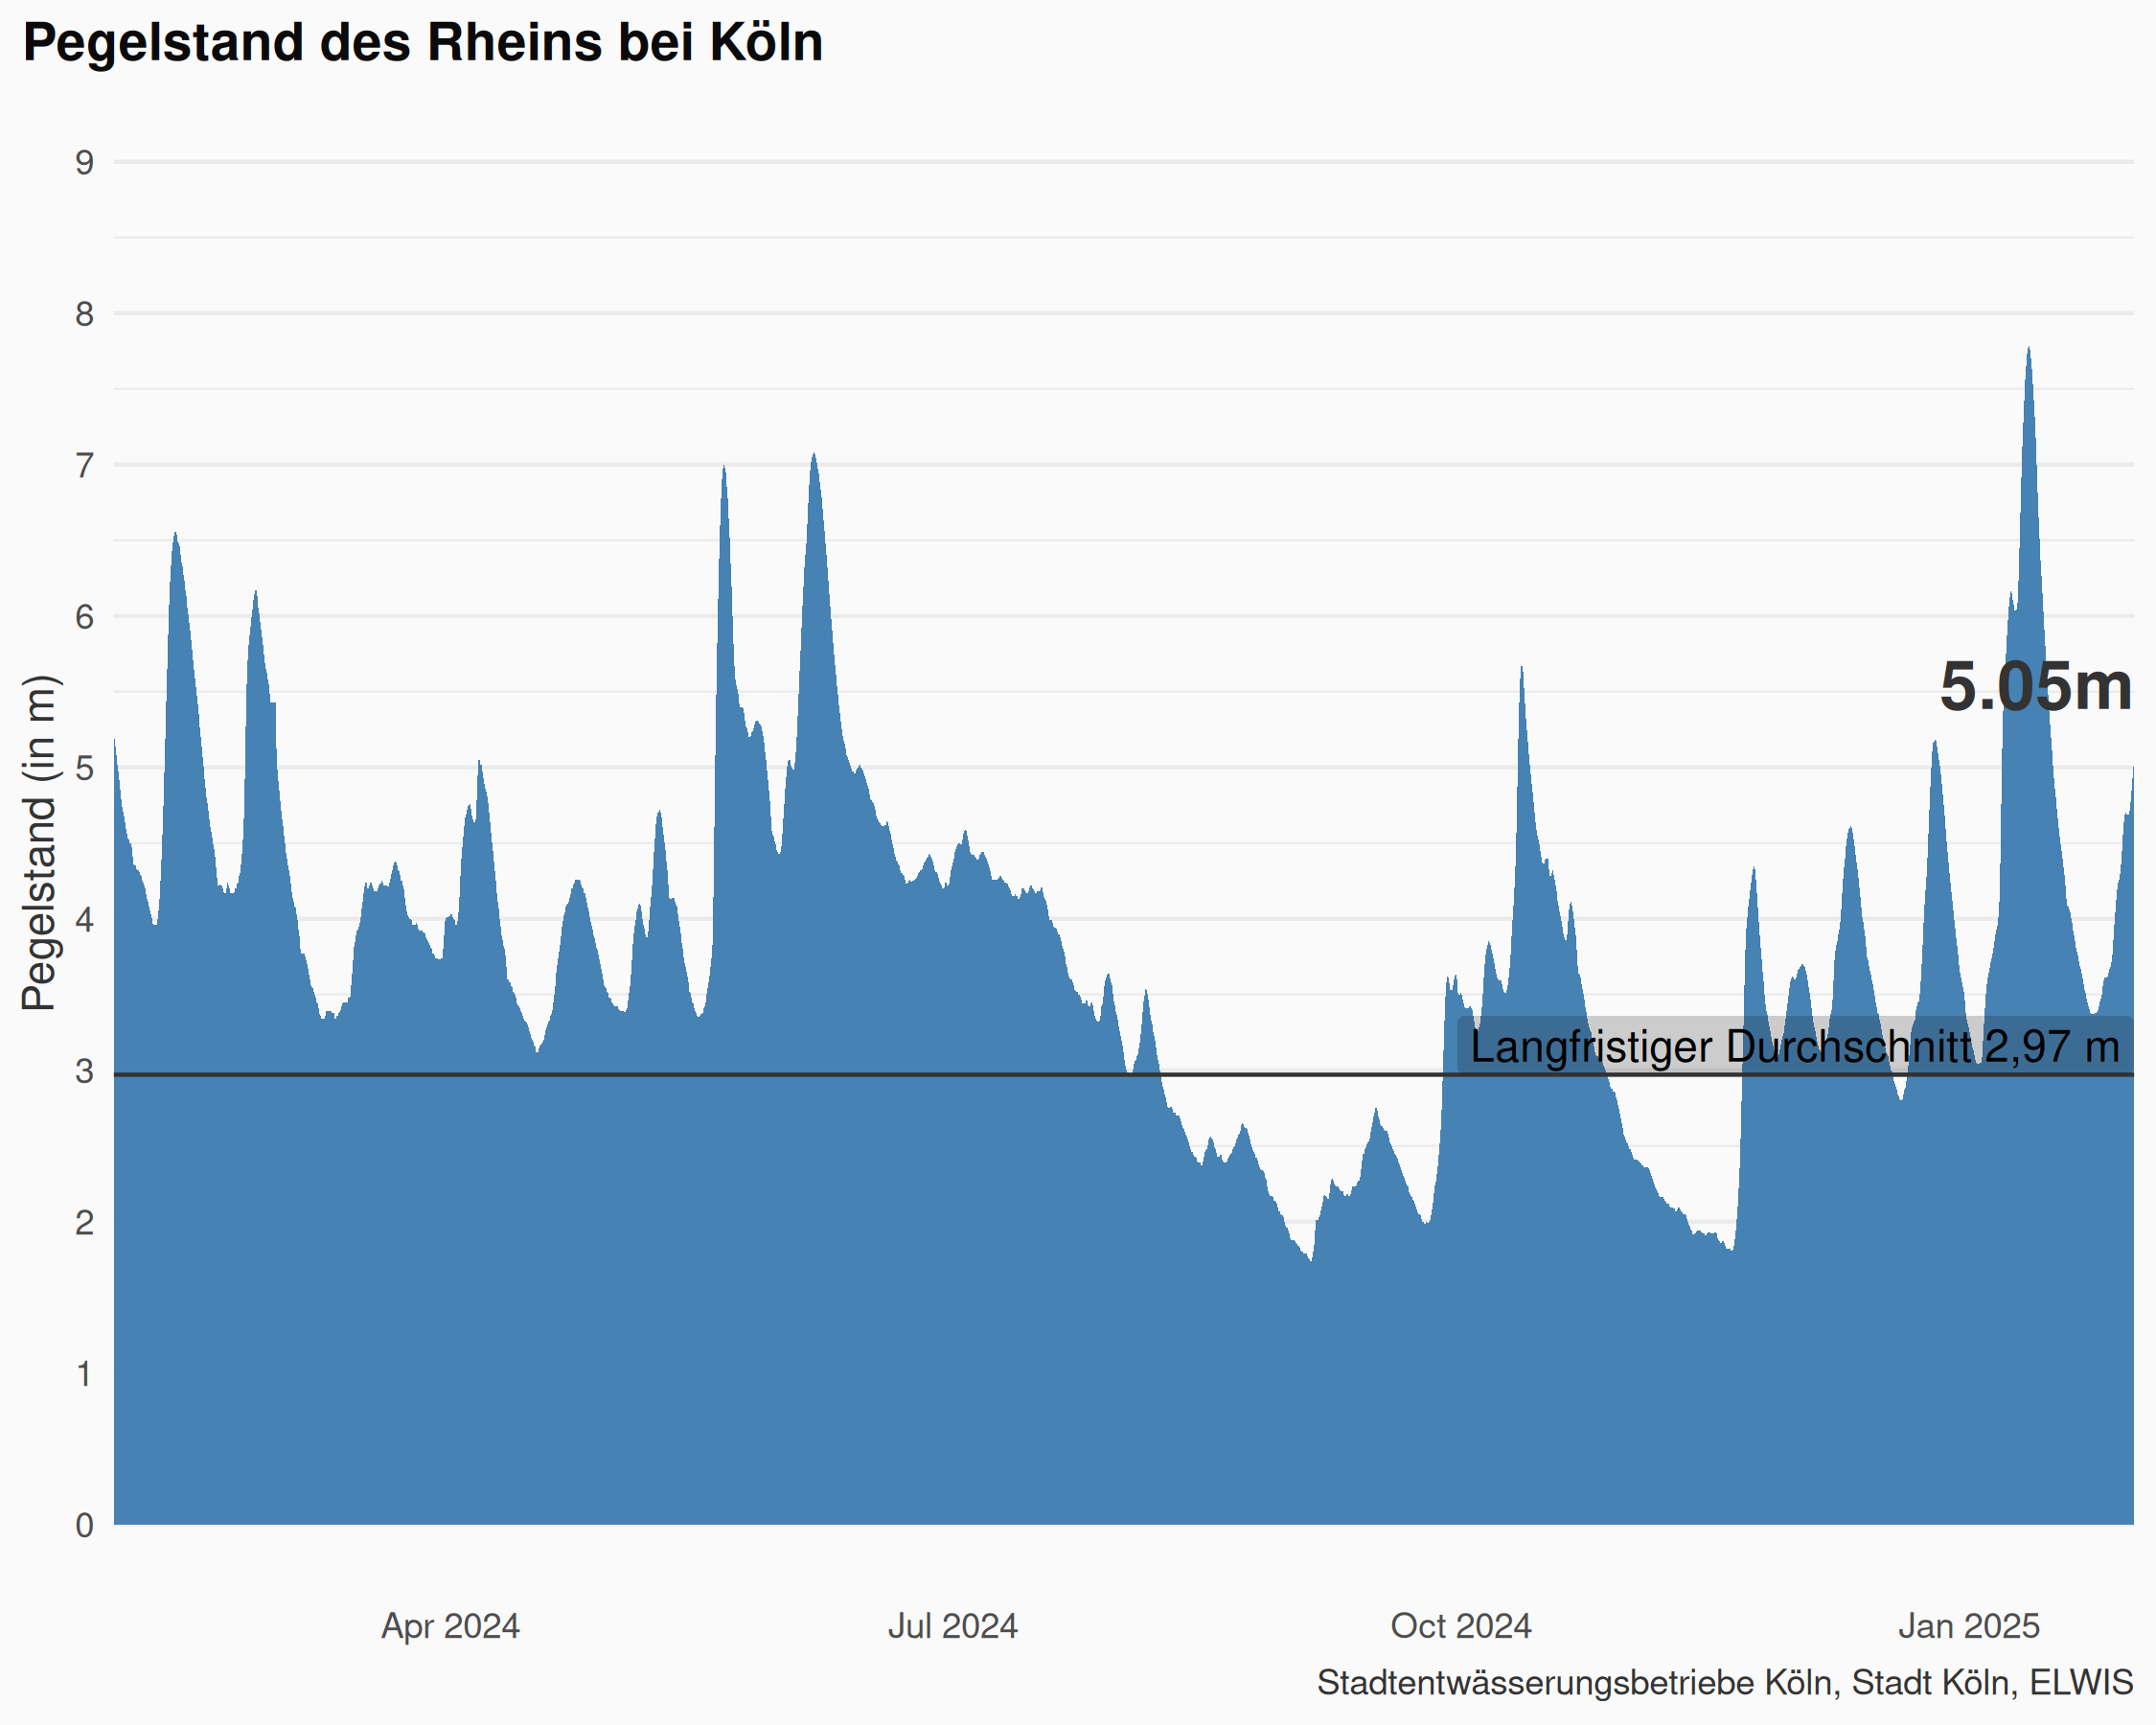 Pegelstand des Rheins bei Köln
Pegelstand (in m)
9
8
7
6
5
4
3
2
1
0
5.05m
Langfristiger Durchschnitt 2,97 m
Apr 2024
Jul 2024
Oct 2024
Jan 2025
Stadtentwässerungsbetriebe Köln, Stadt Köln, ELWIS